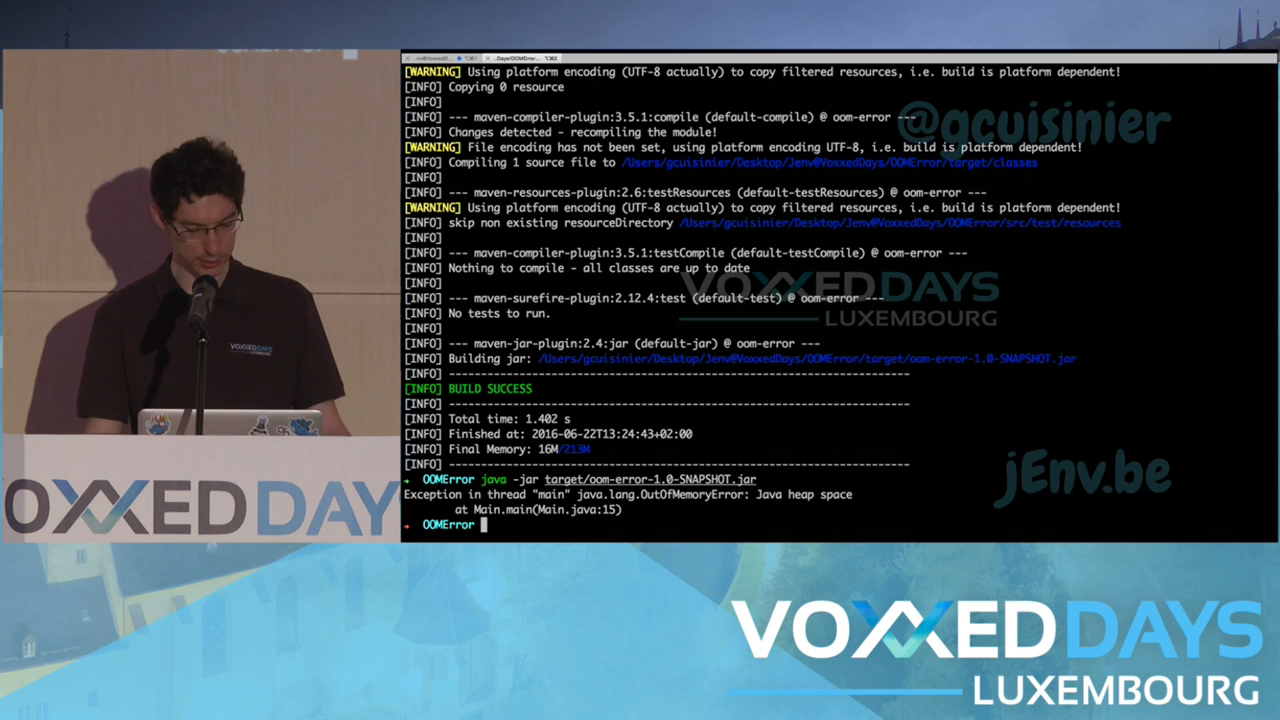 ..Days/OOMError...
[WARNING] Using platform encoding (UTF-8 actually) to copy filtered resources, i.e. build is platform dependent!
[INFO] Copying 0 resource
[INFO]
[INFO] --- maven-compiler-plugin:3.5.1:compile (default-compile) @ oom-error ---
[INFO] Changes detected - recompiling the module!
[WARNING] File encoding has not been set, using platform encoding UTF-8, i.e. build is platform dependent!
[INFO] Compiling 1 source file to /Users/gcuisinier/Desktop/Jenv@VoxxedDays/OOMError/target/classes
[INFO]
[INFO] --- maven-resources-plugin:2.6:testResources (default-testResources) @ oom-error ---
[WARNING] Using platform encoding (UTF-8 actually) to copy filtered resources, i.e. build is platform dependent!
[INFO] skip non existing resourceDirectory /Users/gcuisinier/Desktop/Jenv@VoxxedDays/OOMError/src/test/resources
[INFO]
[INFO] --- maven-compiler-plugin:3.5.1:testCompile (default-testCompile) @ oom-error ---
[INFO] Nothing to compile - all classes are up to date
[INFO]
[INFO] --- maven-surefire-plugin:2.12.4:test (default-test) @ oom-error ---
[INFO] No tests to run.
[INFO]
[INFO] --- maven-jar-plugin:2.4:jar (default-jar) @ oom-error ---
[INFO] Building jar: /Users/gcuisinier/Desktop/Jenv@VoxxedDays/OOMError/target/oom-error-1.0-SNAPSHOT.jar
[INFO] ------------------------------------------------------------------------
[INFO] BUILD SUCCESS
[INFO] ------------------------------------------------------------------------
[INFO] Total time: 1.402 s
[INFO] Finished at: 2016-06-22T13:24:43+02:00
[INFO] Final Memory: 16M/213M
[INFO] ------------------------------------------------------------------------
→ OOMError java -jar target/oom-error-1.0-SNAPSHOT.jar
Exception in thread "main" java.lang.OutOfMemoryError: Java heap space
at Main.main(Main.java:15)
→ OOMError
@gcuisinier
VOXXEDDAYS
LUXEMBOURG
jEnv.be
VOXXEDDAYS
LUXEMBOURG
VOXXEDDAY
VOXXEDDAYS
LUXEMBOURG